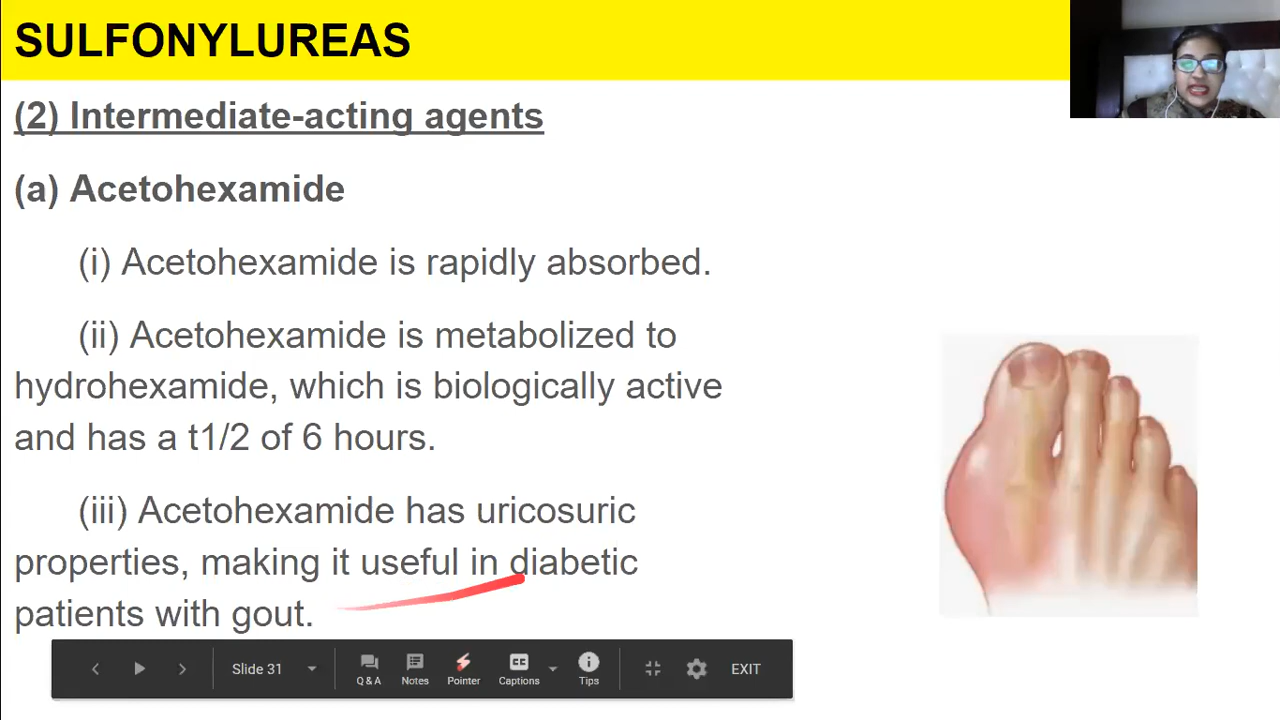 SULFONYLUREAS
(2) Intermediate-acting agents
(a) Acetohexamide
(i) Acetohexamide is rapidly absorbed.
(ii) Acetohexamide is metabolized to
hydrohexamide, which is biologically active
and has a t1/2 of 6 hours.
(iii) Acetohexamide has uricosuric
properties, making it useful in diabetic
patients with gout.
Slide 31
Q & A
Notes
Pointer
CC
Captions
Tips
EXIT